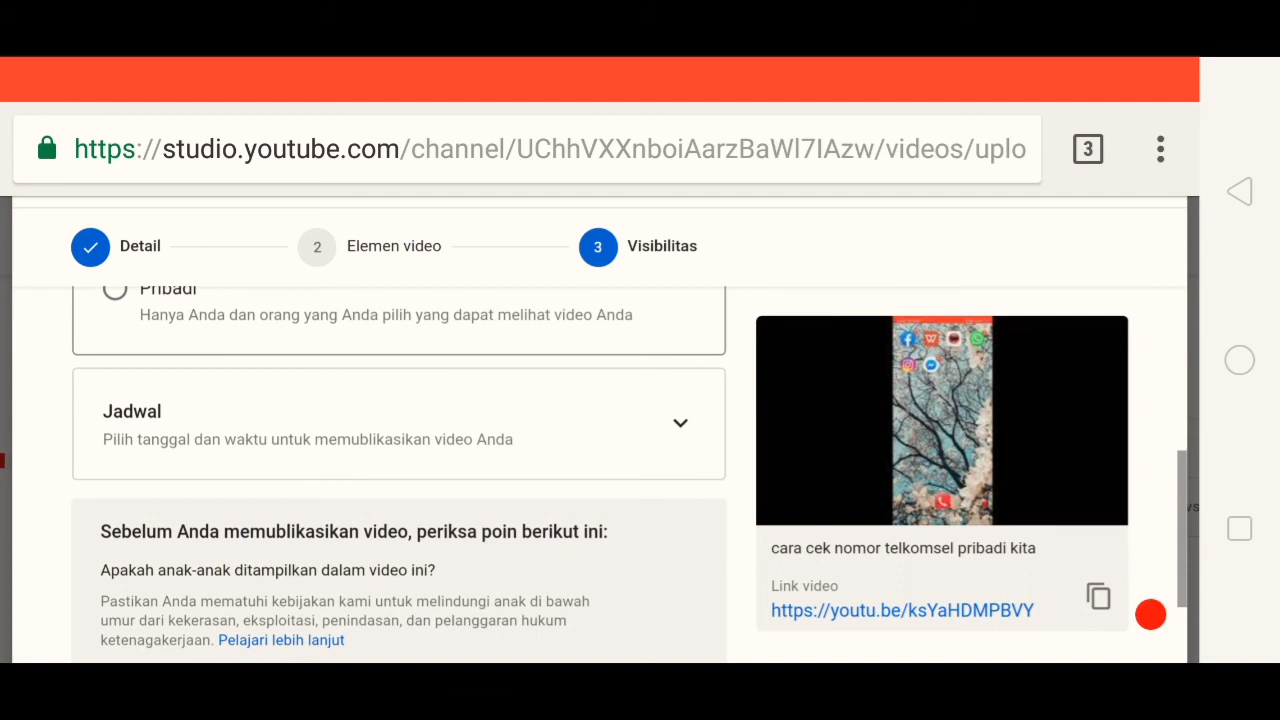 https://studio.youtube.com/channel/UChhVXXnboiAarzBaWl7IAzw/videos/uplo
3
Detail
2
Elemen video
3
Visibilitas
Pribadi
Hanya Anda dan orang yang Anda pilih yang dapat melihat video Anda
Jadwal
Pilih tanggal dan waktu untuk memublikasikan video Anda
Sebelum Anda memublikasikan video, periksa poin berikut ini:
Apakah anak-anak ditampilkan dalam video ini?
Pastikan Anda mematuhi kebijakan kami untuk melindungi anak di bawah
umur dari kekerasan, eksploitasi, penindasan, dan pelanggaran hukum
ketenagakerjaan. Pelajari lebih lanjut
cara cek nomor telkomsel pribadi kita
Link video
https://youtu.be/ksYaHDMPBVY